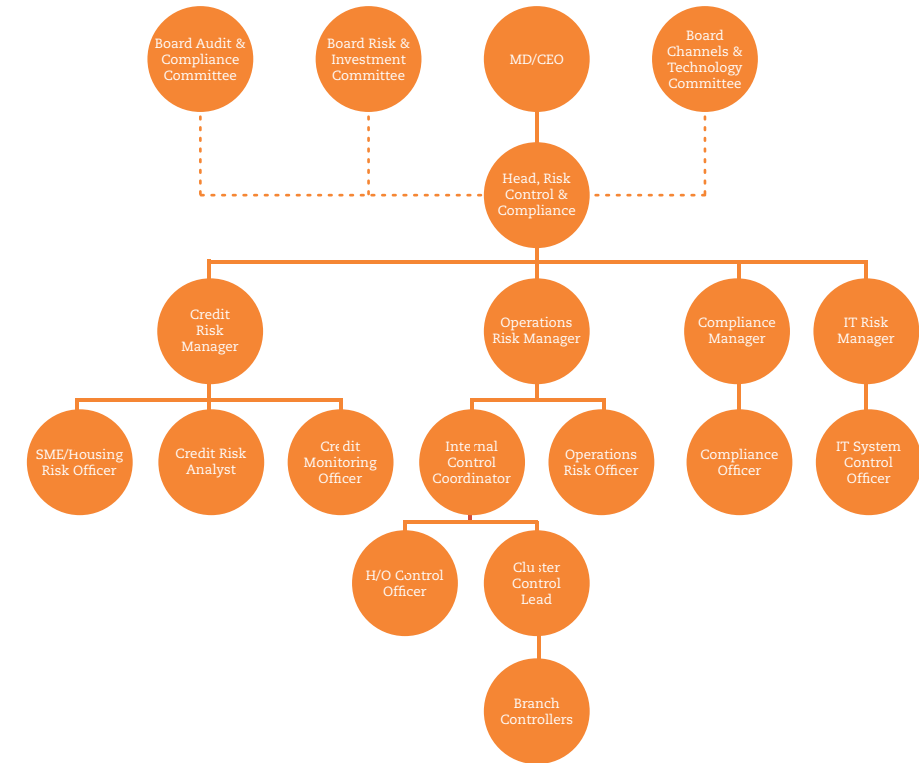 Board Audit &
Compliance
Committee
Board Risk &
Investment
Committee
MD/CEO
Board
Channels &
Technology
Committee
Head, Risk
Control &
Compliance
Credit
Risk
Manager
Operations
Risk Manager
Compliance
Manager
IT Risk
Manager
SME/Housing
Risk Officer
Credit Risk
Analyst
Credit
Monitoring
Officer
Internal
Control
Coordinator
Operations
Risk Officer
Compliance
Officer
IT System
Control
Officer
H/O Control
Officer
Cluster
Control
Lead
Branch
Controllers